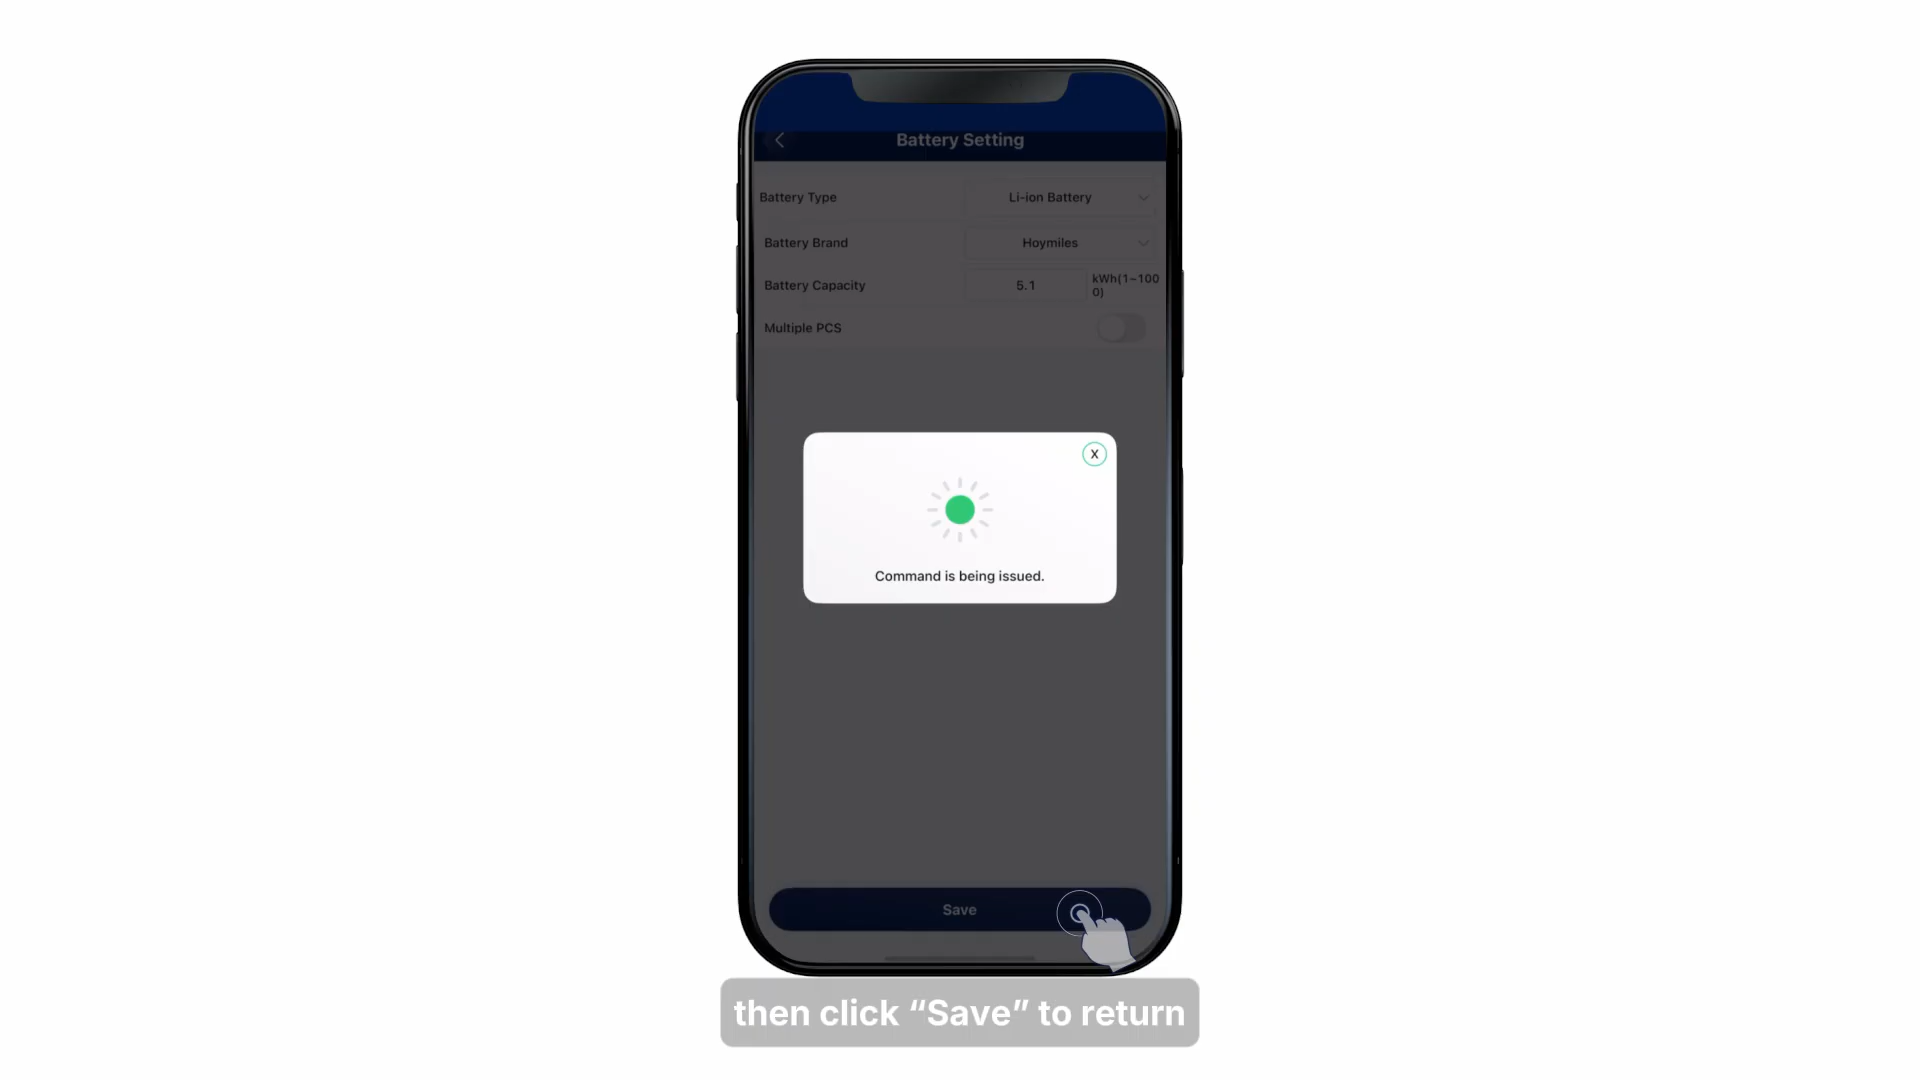 Battery Setting
Battery Type
Li-ion Battery
Battery Brand
Hoymiles
Battery Capacity
5.1
kWh(1~100
0)
Multiple PCS
X
Command is being issued.
Save
then click “Save” to return